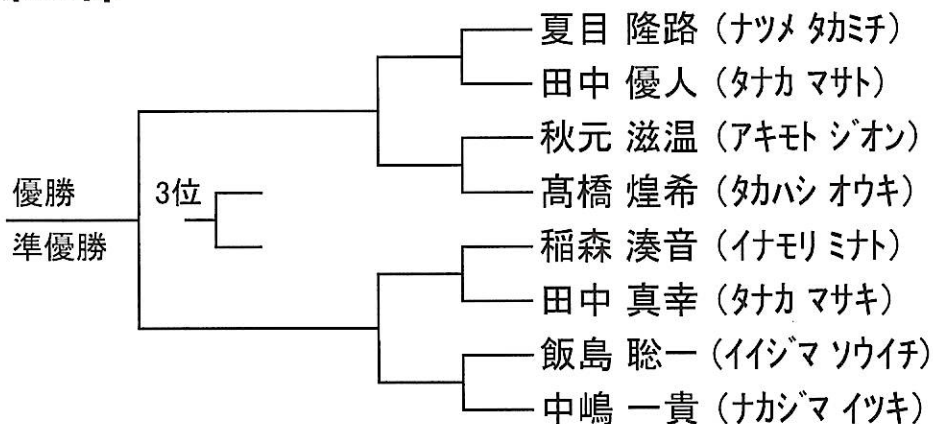 夏目 隆路 (ナツメ タカミチ)
田中 優人 (タナカ マサト)
秋元 滋温 (アキモト ジオン)
髙橋 煌希 (タカハシ オウキ)
優勝
3位
準優勝
稲森 湊音 (イナモリ ミナト)
田中 真幸 (タナカ マサキ)
飯島 聡一 (イイジマ ソウイチ)
中嶋 一貴 (ナカジマ イツキ)